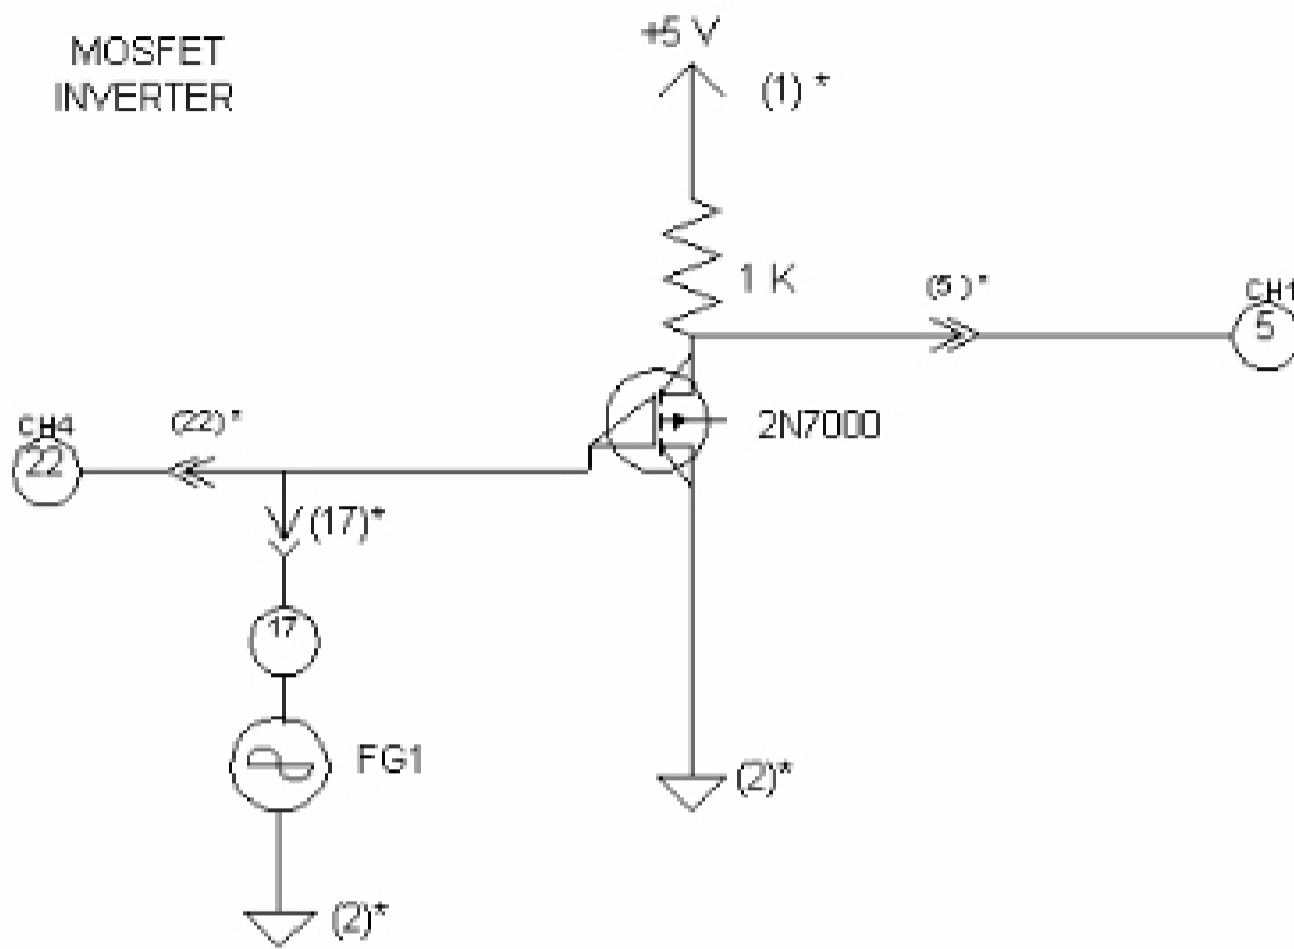 MOSFET
INVERTER
+5 V
(1) *
1 K
(5 )*
CH1
5
CH4
22
(22)*
2N7000
(17)*
17
FG1
(2)*
(2)*